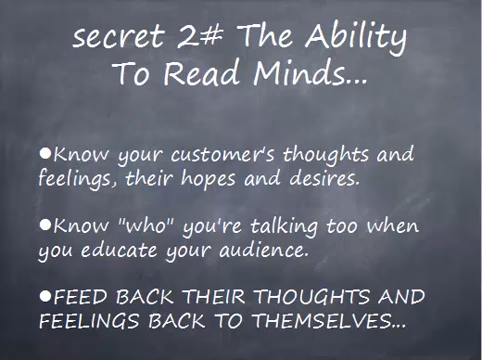 secret 2# The Ability
To Read Minds...
●Know your customer's thoughts and
feelings, their hopes and desires.
●Know "who" you're talking too when
you educate your audience.
●FEED BACK THEIR THOUGHTS AND
FEELINGS BACK TO THEMSELVES...